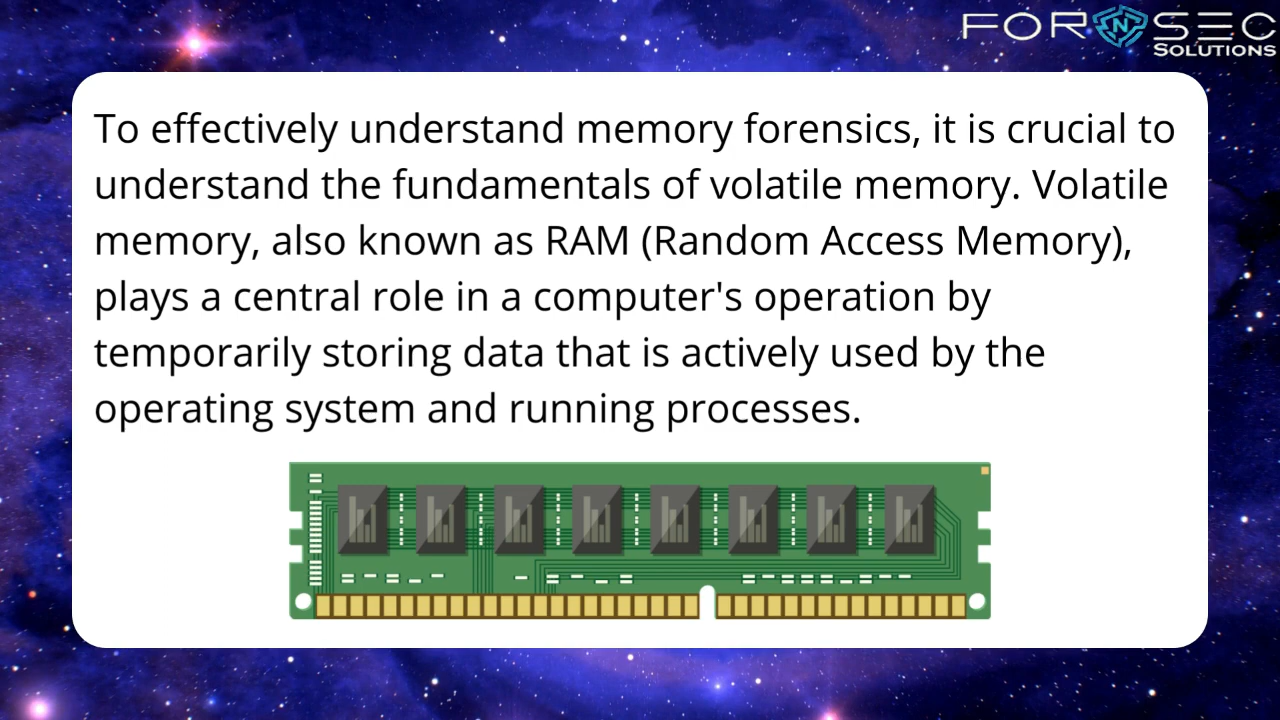 FORNSEC
SOLUTIONS
To effectively understand memory forensics, it is crucial to
understand the fundamentals of volatile memory. Volatile
memory, also known as RAM (Random Access Memory),
plays a central role in a computer's operation by
temporarily storing data that is actively used by the
operating system and running processes.